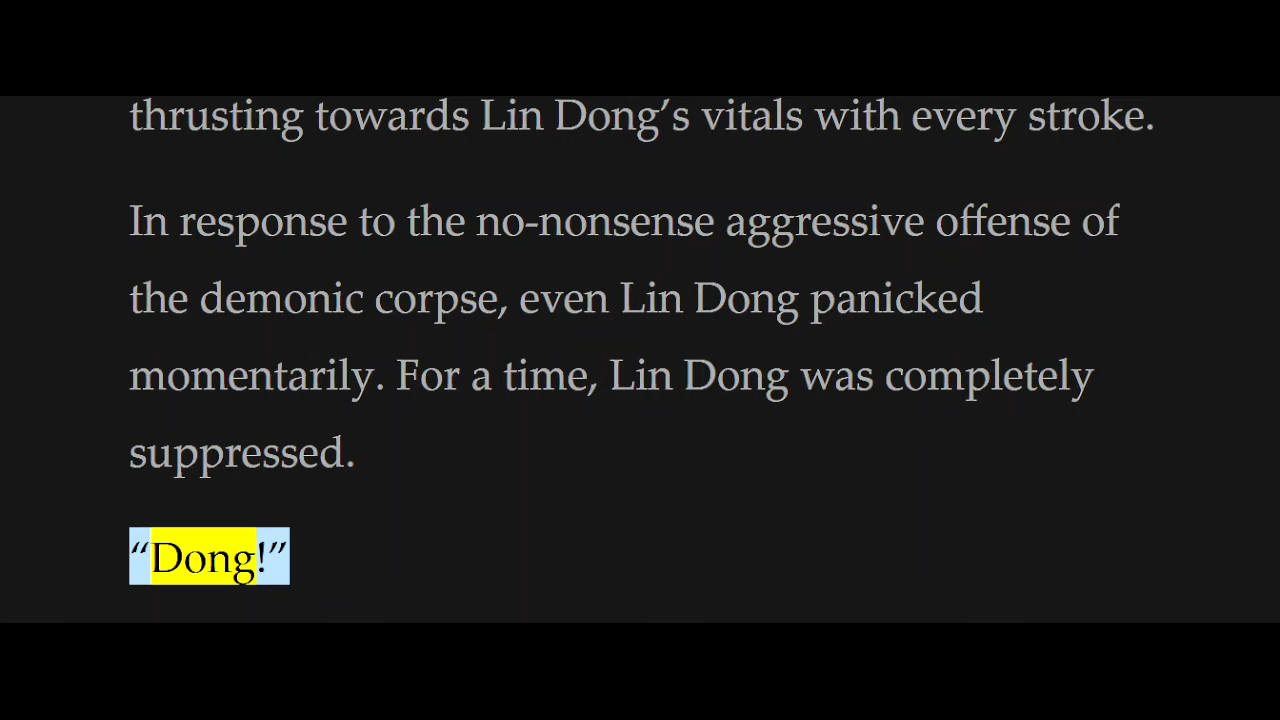 thrusting towards Lin Dong’s vitals with every stroke.
In response to the no-nonsense aggressive offense of
the demonic corpse, even Lin Dong panicked
momentarily. For a time, Lin Dong was completely
suppressed.
“Dong!”